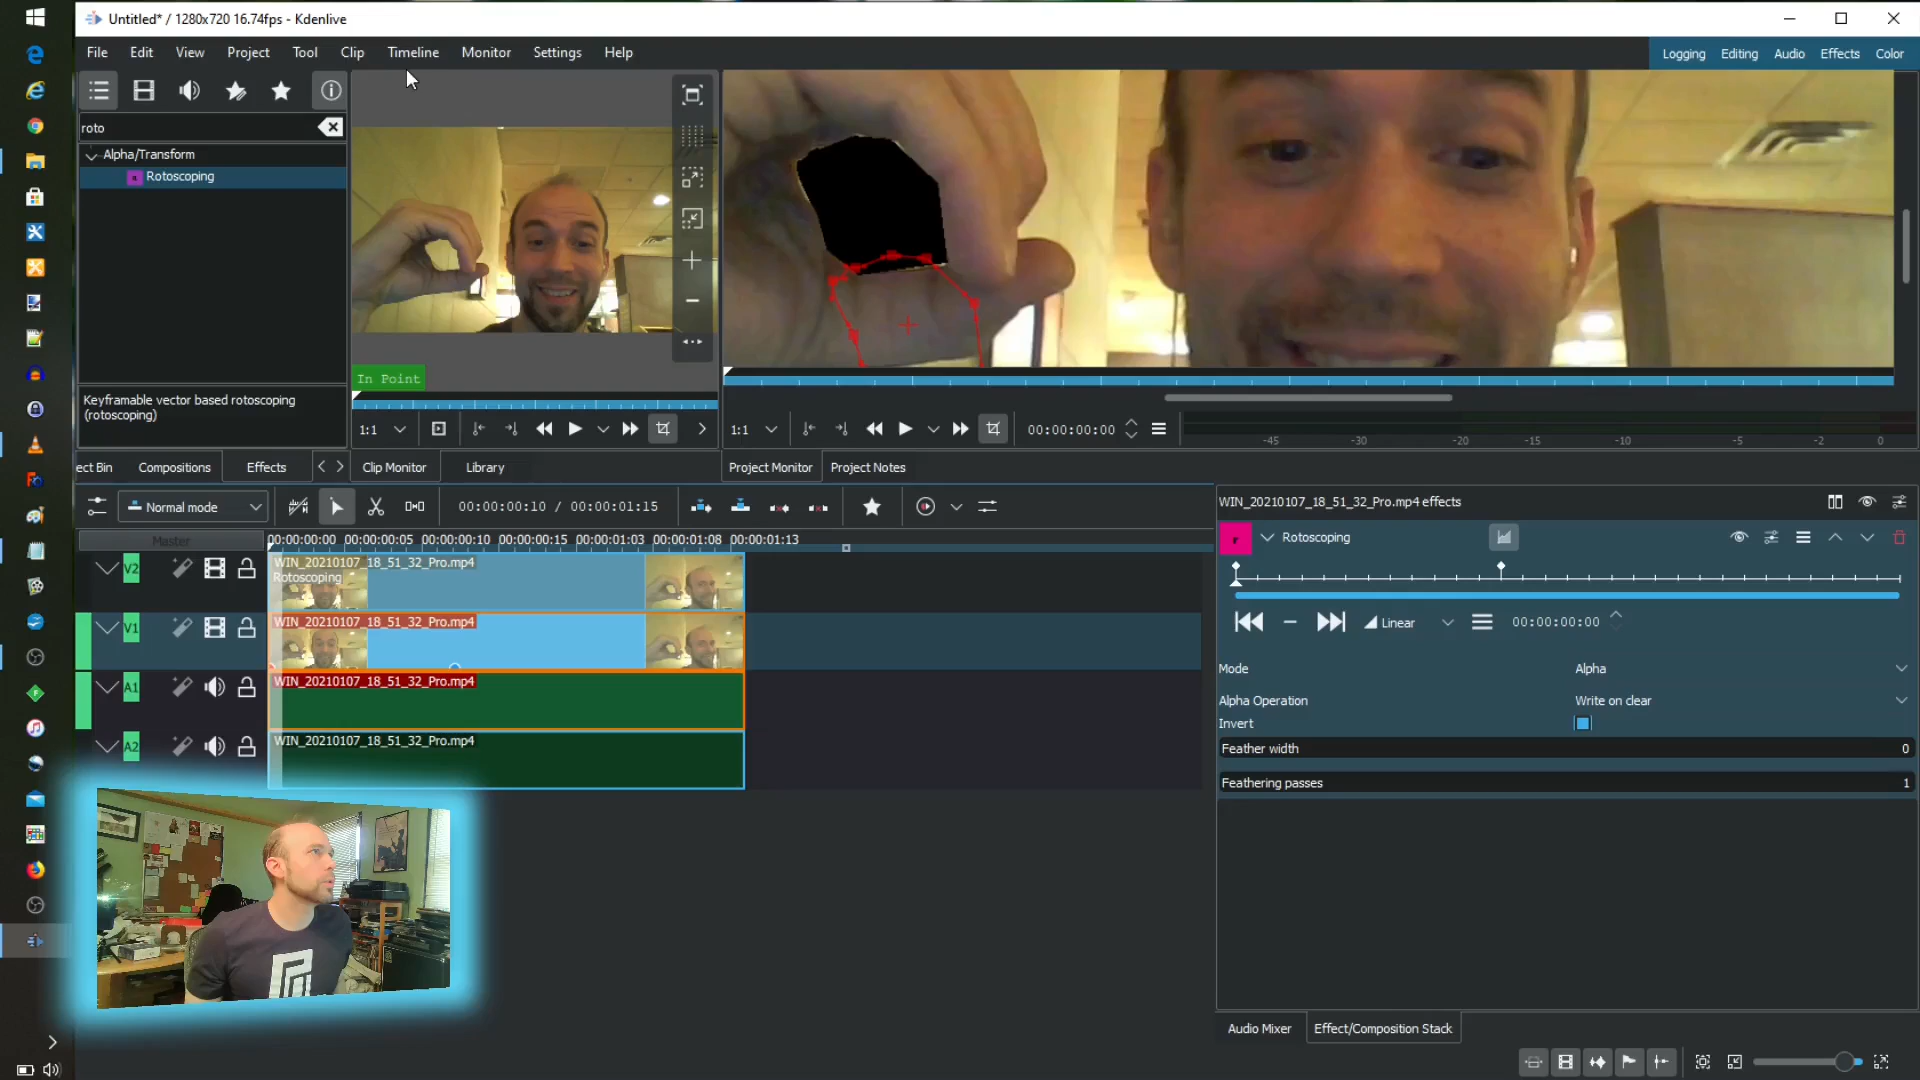 Untitled* / 1280x720 16.74fps - Kdenlive
File Edit View Project Tool Clip Timeline Monitor Settings Help
Logging Editing Audio Effects Color
roto
Alpha/Transform
Rotoscoping
In Point
Keyframable vector based rotoscoping
(rotoscoping)
1:1
1:1
00:00:00:00
-45 -30 -20 -15 -10 -5 -2 0
ect Bin Compositions Effects Clip Monitor Library
Project Monitor Project Notes
Normal mode
00:00:00:10 / 00:00:01:15
WIN_20210107_18_51_32_Pro.mp4 effects
Master
00:00:00:00 00:00:00:05 00:00:00:10 00:00:00:15 00:00:01:03 00:00:01:08 00:00:01:13
Rotoscoping
V2
WIN_20210107_18_51_32_Pro.mp4
Rotoscoping
V1
WIN_20210107_18_51_32_Pro.mp4
A1
WIN_20210107_18_51_32_Pro.mp4
A2
WIN_20210107_18_51_32_Pro.mp4
Linear
00:00:00:00
Mode Alpha
Alpha Operation Write on clear
Invert
Feather width 0
Feathering passes 1
Audio Mixer Effect/Composition Stack